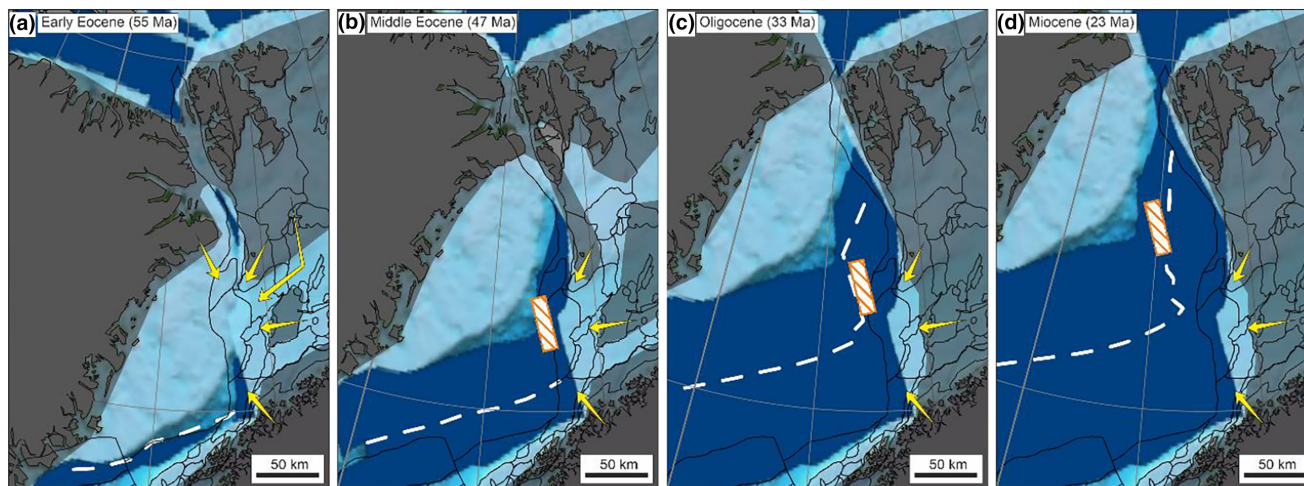 (a) Early Eocene (55 Ma)
(b) Middle Eocene (47 Ma)
(c) Oligocene (33 Ma)
(d) Miocene (23 Ma)
50 km
50 km
50 km
50 km